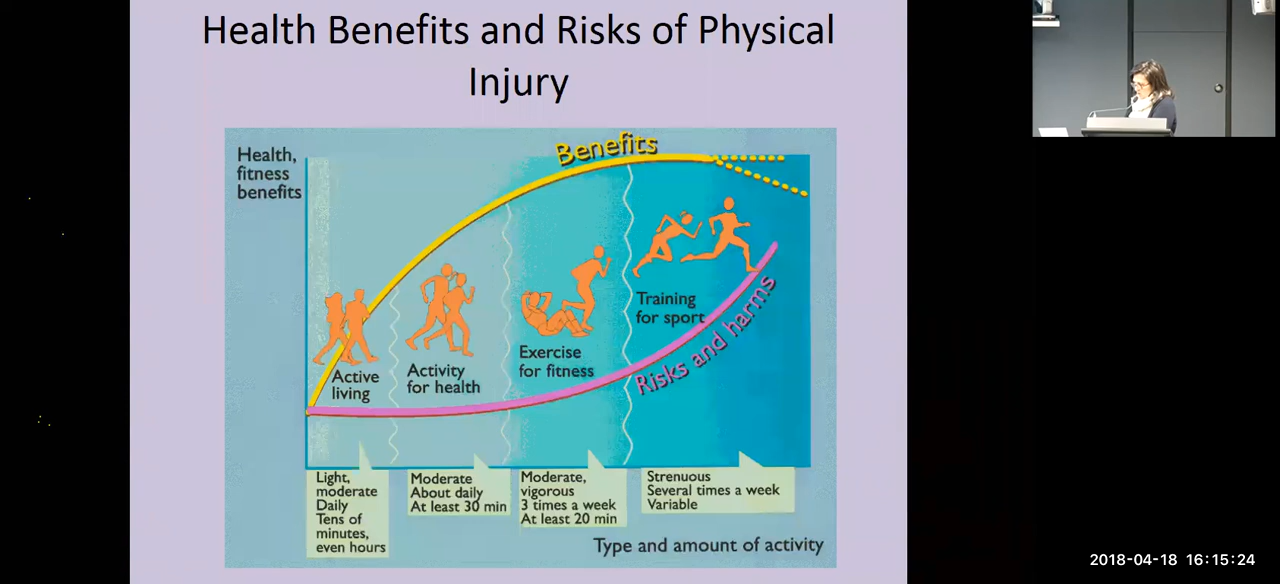 Health Benefits and Risks of Physical
Injury
Health,
fitness
benefits
Benefits
Training
for sport
Risks and harms
Exercise
for fitness
Activity
for health
Active
living
Light,
moderate
Daily
Tens of
minutes,
even hours
Moderate
About daily
At least 30 min
Moderate,
vigorous
3 times a week
At least 20 min
Strenuous
Several times a week
Variable
Type and amount of activity
2018-04-18 16:15:24